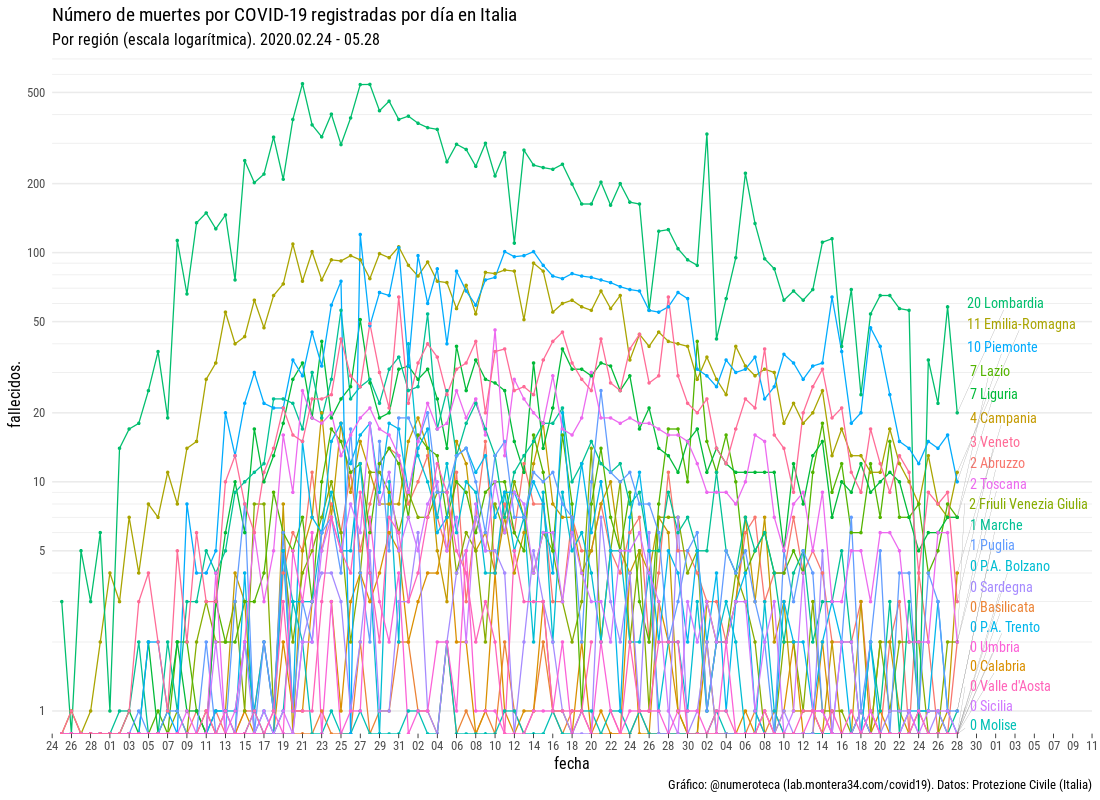 Número de muertes por COVID-19 registradas por día en Italia
Por región (escala logarítmica). 2020.02.24 - 05.28
fallecidos.
500
200
100
50
20
10
5
1
20 Lombardia
11 Emilia-Romagna
10 Piemonte
7 Lazio
7 Liguria
4 Campania
3 Veneto
2 Abruzzo
2 Toscana
2 Friuli Venezia Giulia
1 Marche
1 Puglia
0 P.A. Bolzano
0 Sardegna
0 Basilicata
0 P.A. Trento
0 Umbria
0 Calabria
0 Valle d'Aosta
0 Sicilia
0 Molise
24 26 28 01 03 05 07 09 11 13 15 17 19 21 23 25 27 29 31 02 04 06 08 10 12 14 16 18 20 22 24 26 28 30 02 04 06 08 10 12 14 16 18 20 22 24 26 28 30 01 03 05 07 09 11
fecha
Gráfico: @numeroteca (lab.montera34.com/covid19). Datos: Protezione Civile (Italia)